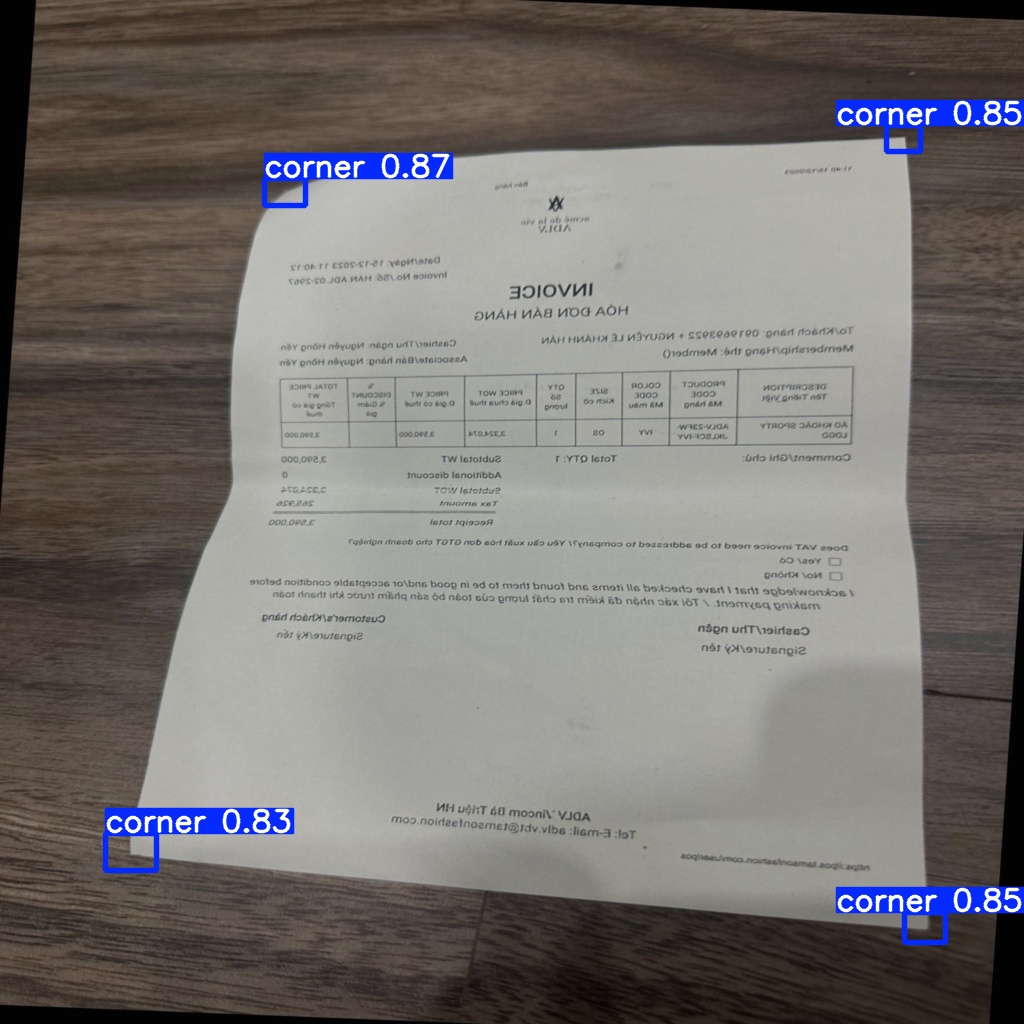 corner 0.85
corner 0.87
11:40 15/12/2023
Bán hàng
acmé de la vie
ADLV
Date/Ngày: 15-12-2023 11:40:12
Invoice No./Số: HAN ADL-02-2967
INVOICE
HÓA ĐƠN BÁN HÀNG
To/Khách hàng: 0919693922 + NGUYỄN LÊ KHÁNH HÂN
Cashier/Thu ngân: Nguyễn Hồng Yến
Membership/Hạng thẻ: Member()
Associate/Bán hàng: Nguyễn Hồng Yến
DESCRIPTION Tên Tiếng Việt | PRODUCT CODE Mã hàng | COLOR CODE Mã màu | SIZE Kích cỡ | QTY Số lượng | PRICE WOT Đ.giá chưa thuế | PRICE WT Đ.giá có thuế | % DISCOUNT % Giảm giá | TOTAL PRICE WT Tổng giá có thuế
ÁO KHOÁC SPORTY LOGO | ADLV-23FW-JKLSCF-IVY | IVY | OS | 1 | 3,324,074 | 3,590,000 | 3,590,000
Comment/Ghi chú:
Total QTY: 1
Subtotal WT 3,590,000
Additional discount 0
Subtotal WOT 3,324,074
Tax amount 265,926
Receipt total 3,590,000
Does VAT invoice need to be addressed to company?/ Yêu cầu xuất hóa đơn GTGT cho doanh nghiệp?
Yes/ Có
No/ Không
I acknowledge that I have checked all items and found them to be in good and/or acceptable condition before
making payment. / Tôi xác nhận đã kiểm tra chất lượng của toàn bộ sản phẩm trước khi thanh toán
Cashier/Thu ngân
Signature/Ký tên
Customer's/Khách hàng
Signature/Ký tên
corner 0.83
ADLV Vincom Bà Triệu HN
Tel: E-mail: adlv.vbt@tamsonfashion.com
https://pos.tamsonfashion.com/user/pos
corner 0.85